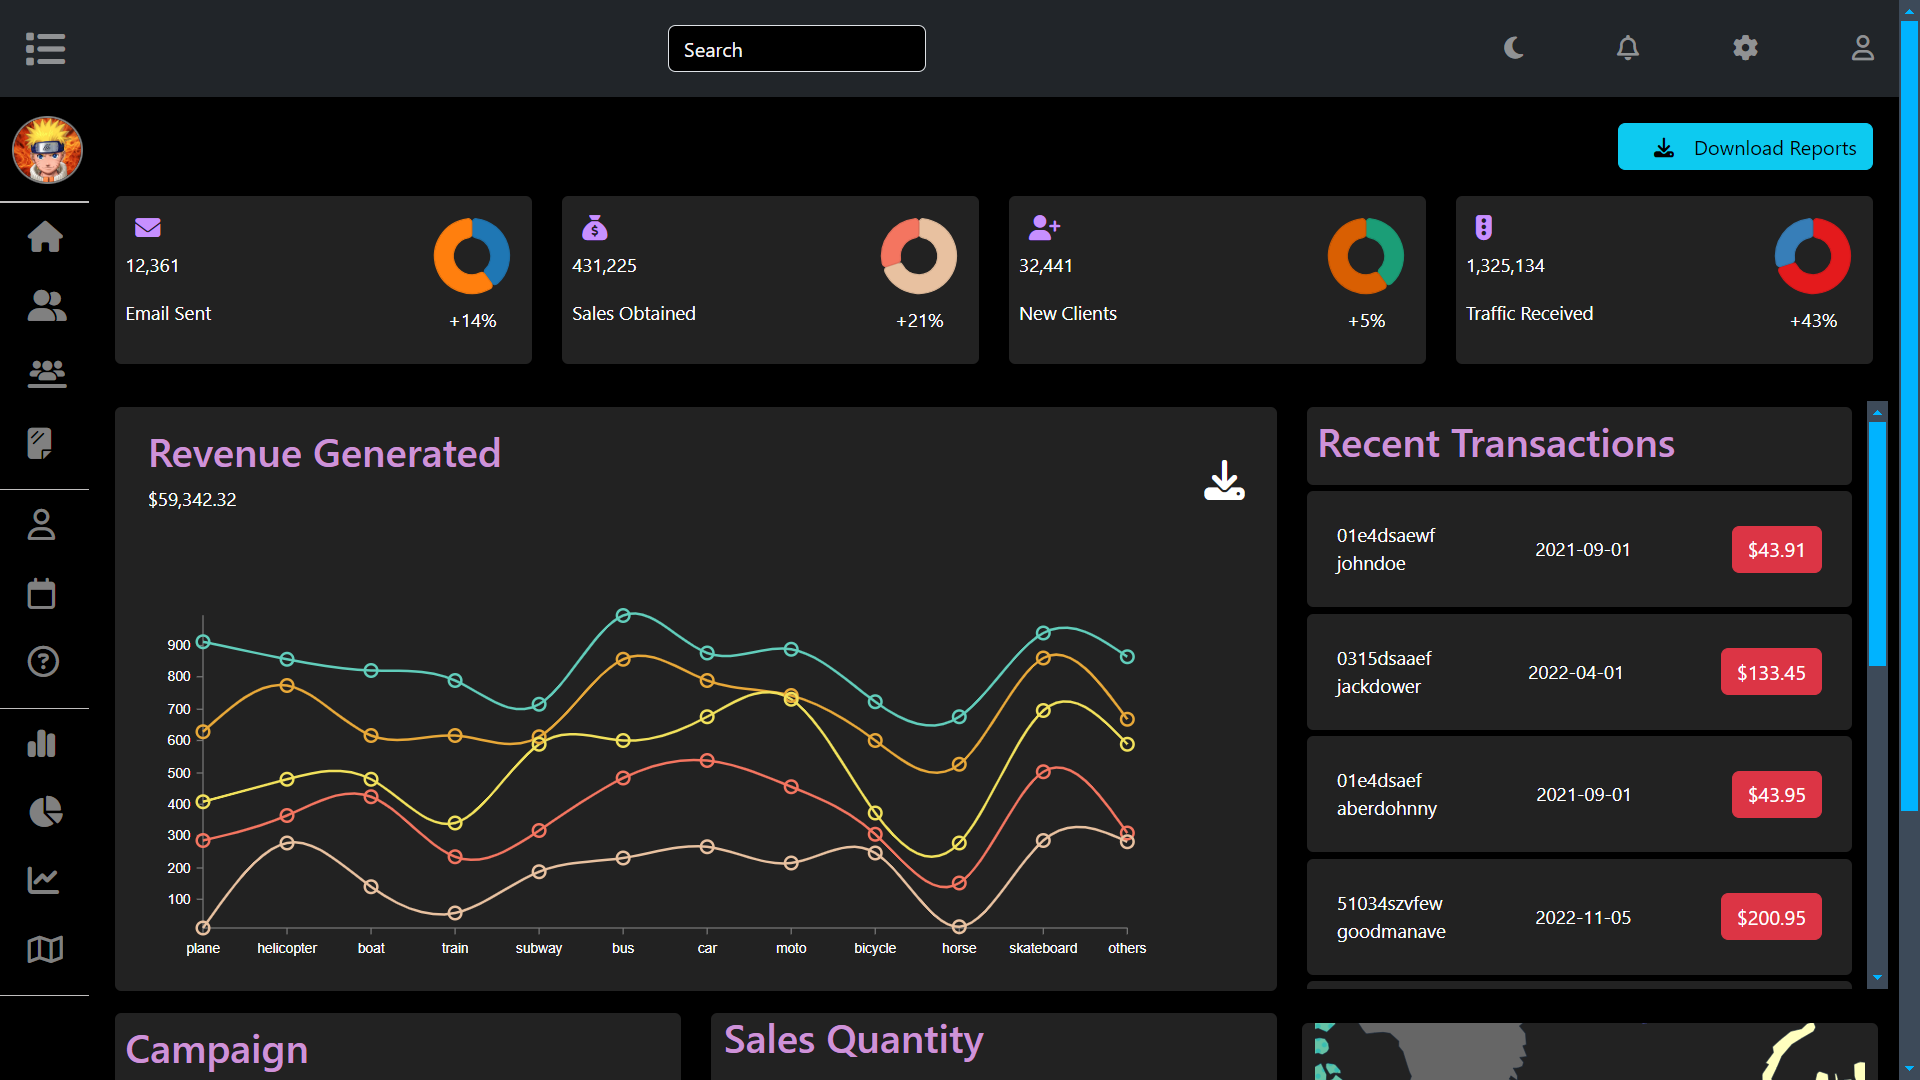 Search
Download Reports
12,361
Email Sent
+14%
431,225
Sales Obtained
+21%
32,441
New Clients
+5%
1,325,134
Traffic Received
+43%
Revenue Generated
$59,342.32
900
800
700
600
500
400
300
200
100
plane helicopter boat train subway bus car moto bicycle horse skateboard others
Recent Transactions
01e4dsaewf
johndoe
2021-09-01
$43.91
0315dsaaef
jackdower
2022-04-01
$133.45
01e4dsaef
aberdohnny
2021-09-01
$43.95
51034szvfew
goodmanave
2022-11-05
$200.95
Campaign
Sales Quantity